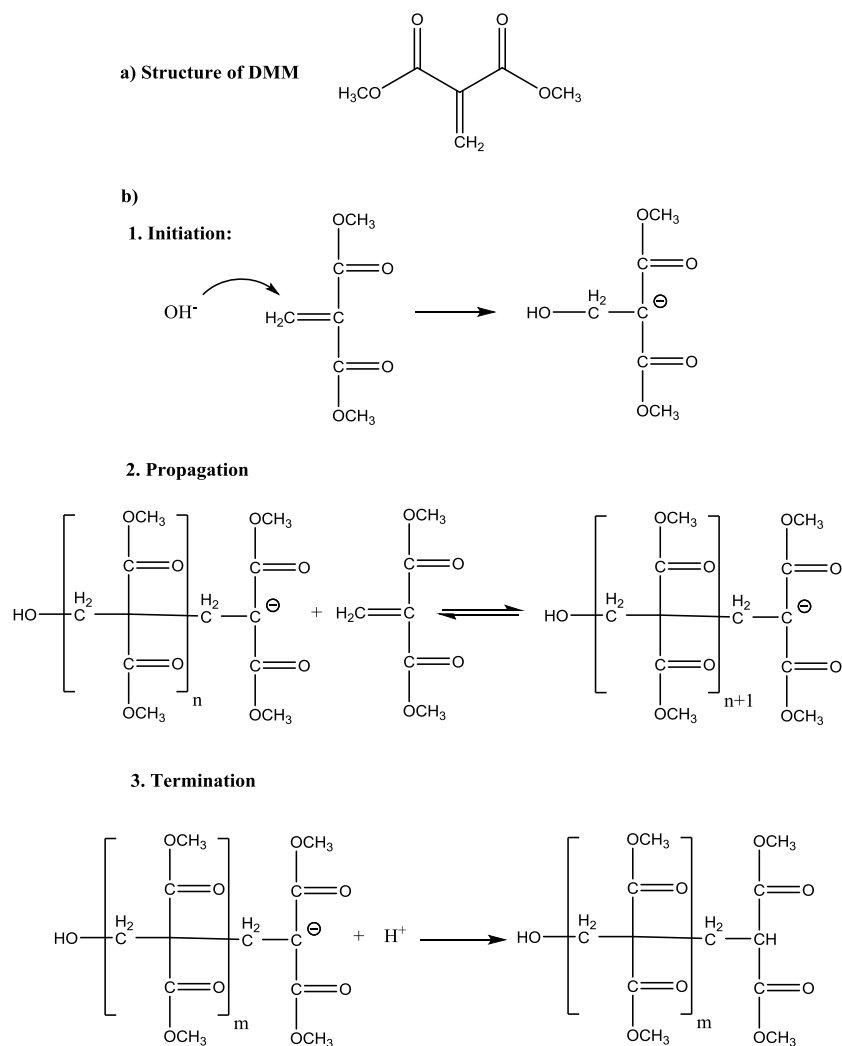 O O
a) Structure of DMM
H₃CO OCH₃
CH₂
b)
1. Initiation:
OCH₃ OCH₃
C O C O
H₂
OH⁻ H₂C C HO C C ⊖
C O C O
OCH₃ OCH₃
2. Propagation
OCH₃ OCH₃ OCH₃ OCH₃ OCH₃
C O C O C O C O C O
H₂ H₂ H₂ H₂
HO C C C ⊖ + H₂C C HO C C C ⊖
C O C O C O C O C O
n n+1
OCH₃ OCH₃ OCH₃ OCH₃ OCH₃
3. Termination
OCH₃ OCH₃ OCH₃ OCH₃
C O C O C O C O
H₂ H₂ H₂ H₂
HO C C C ⊖ + H⁺ HO C C CH
C O C O C O C O
m m
OCH₃ OCH₃ OCH₃ OCH₃